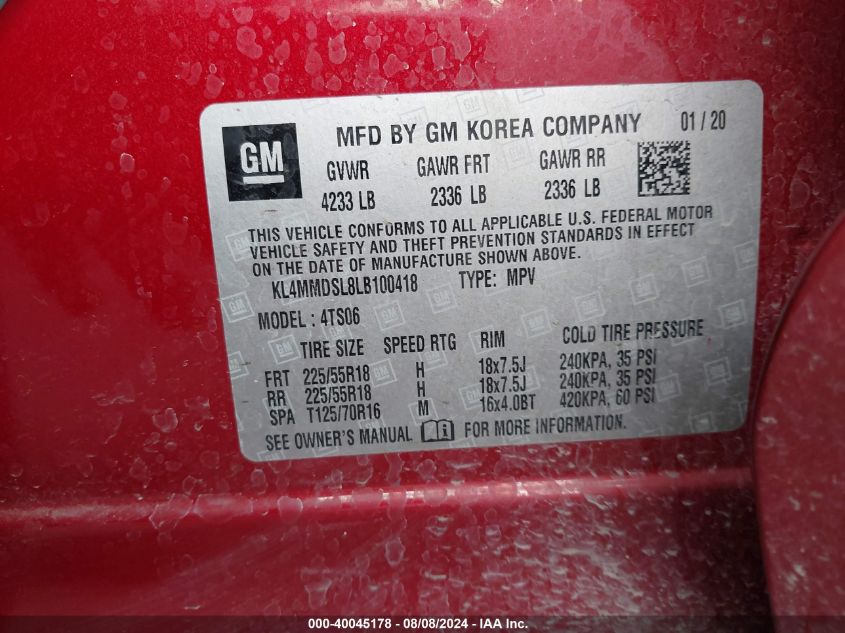 GM
MFD BY GM KOREA COMPANY 01 / 20
GVWR GAWR FRT GAWR RR
4233 LB 2336 LB 2336 LB
THIS VEHICLE CONFORMS TO ALL APPLICABLE U.S. FEDERAL MOTOR
VEHICLE SAFETY AND THEFT PREVENTION STANDARDS IN EFFECT
ON THE DATE OF MANUFACTURE SHOWN ABOVE.
KL4MMDSL8LB100418 TYPE: MPV
MODEL : 4TS06
TIRE SIZE SPEED RTG RIM COLD TIRE PRESSURE
FRT 225/55R18 H 18x7.5J 240KPA, 35 PSI
RR 225/55R18 H 18x7.5J 240KPA, 35 PSI
SPA T125/70R16 M 16x4.0BT 420KPA, 60 PSI
SEE OWNER'S MANUAL FOR MORE INFORMATION.
000-40045178 - 08/08/2024 - IAA Inc.